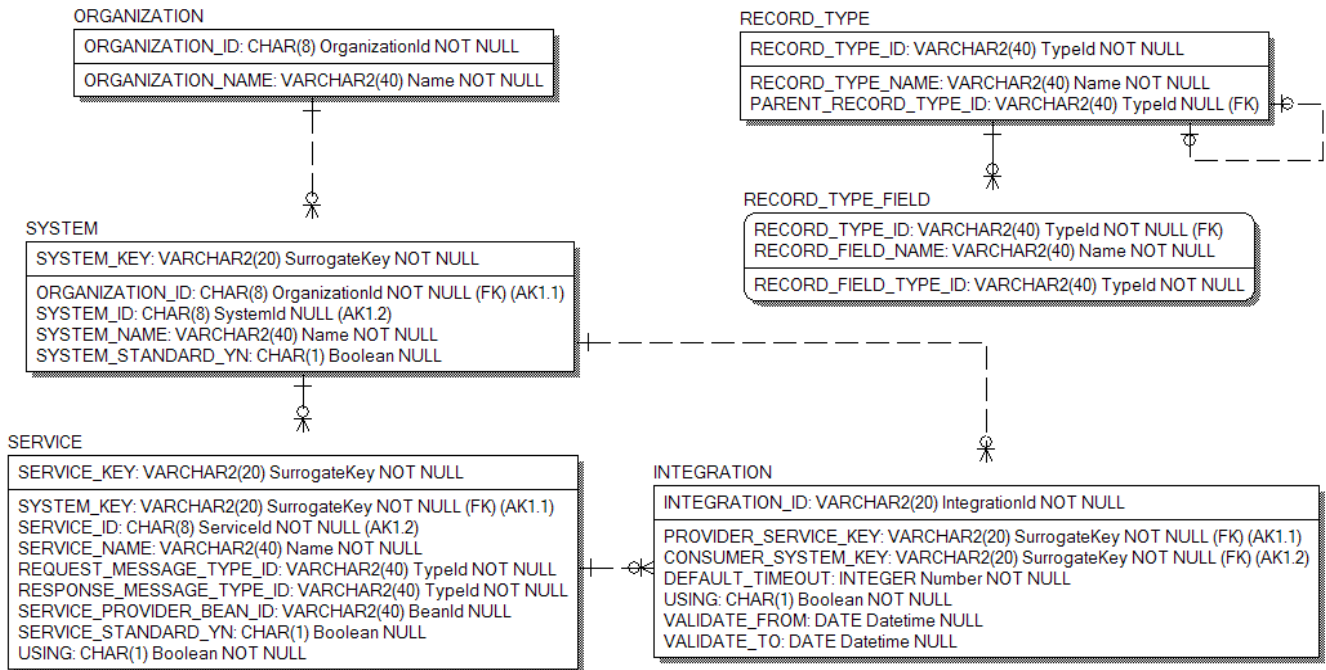 ORGANIZATION
ORGANIZATION_ID: CHAR(8) OrganizationId NOT NULL
ORGANIZATION_NAME: VARCHAR2(40) Name NOT NULL
RECORD_TYPE
RECORD_TYPE_ID: VARCHAR2(40) TypeId NOT NULL
RECORD_TYPE_NAME: VARCHAR2(40) Name NOT NULL
PARENT_RECORD_TYPE_ID: VARCHAR2(40) TypeId NULL (FK)
RECORD_TYPE_FIELD
RECORD_TYPE_ID: VARCHAR2(40) TypeId NOT NULL (FK)
RECORD_FIELD_NAME: VARCHAR2(40) Name NOT NULL
RECORD_FIELD_TYPE_ID: VARCHAR2(40) TypeId NOT NULL
SYSTEM
SYSTEM_KEY: VARCHAR2(20) SurrogateKey NOT NULL
ORGANIZATION_ID: CHAR(8) OrganizationId NOT NULL (FK) (AK1.1)
SYSTEM_ID: CHAR(8) SystemId NULL (AK1.2)
SYSTEM_NAME: VARCHAR2(40) Name NOT NULL
SYSTEM_STANDARD_YN: CHAR(1) Boolean NULL
SERVICE
SERVICE_KEY: VARCHAR2(20) SurrogateKey NOT NULL
SYSTEM_KEY: VARCHAR2(20) SurrogateKey NOT NULL (FK) (AK1.1)
SERVICE_ID: CHAR(8) ServiceId NOT NULL (AK1.2)
SERVICE_NAME: VARCHAR2(40) Name NOT NULL
REQUEST_MESSAGE_TYPE_ID: VARCHAR2(40) TypeId NOT NULL
RESPONSE_MESSAGE_TYPE_ID: VARCHAR2(40) TypeId NOT NULL
SERVICE_PROVIDER_BEAN_ID: VARCHAR2(40) BeanId NULL
SERVICE_STANDARD_YN: CHAR(1) Boolean NULL
USING: CHAR(1) Boolean NOT NULL
INTEGRATION
INTEGRATION_ID: VARCHAR2(20) IntegrationId NOT NULL
PROVIDER_SERVICE_KEY: VARCHAR2(20) SurrogateKey NOT NULL (FK) (AK1.1)
CONSUMER_SYSTEM_KEY: VARCHAR2(20) SurrogateKey NOT NULL (FK) (AK1.2)
DEFAULT_TIMEOUT: INTEGER Number NOT NULL
USING: CHAR(1) Boolean NOT NULL
VALIDATE_FROM: DATE Datetime NULL
VALIDATE_TO: DATE Datetime NULL